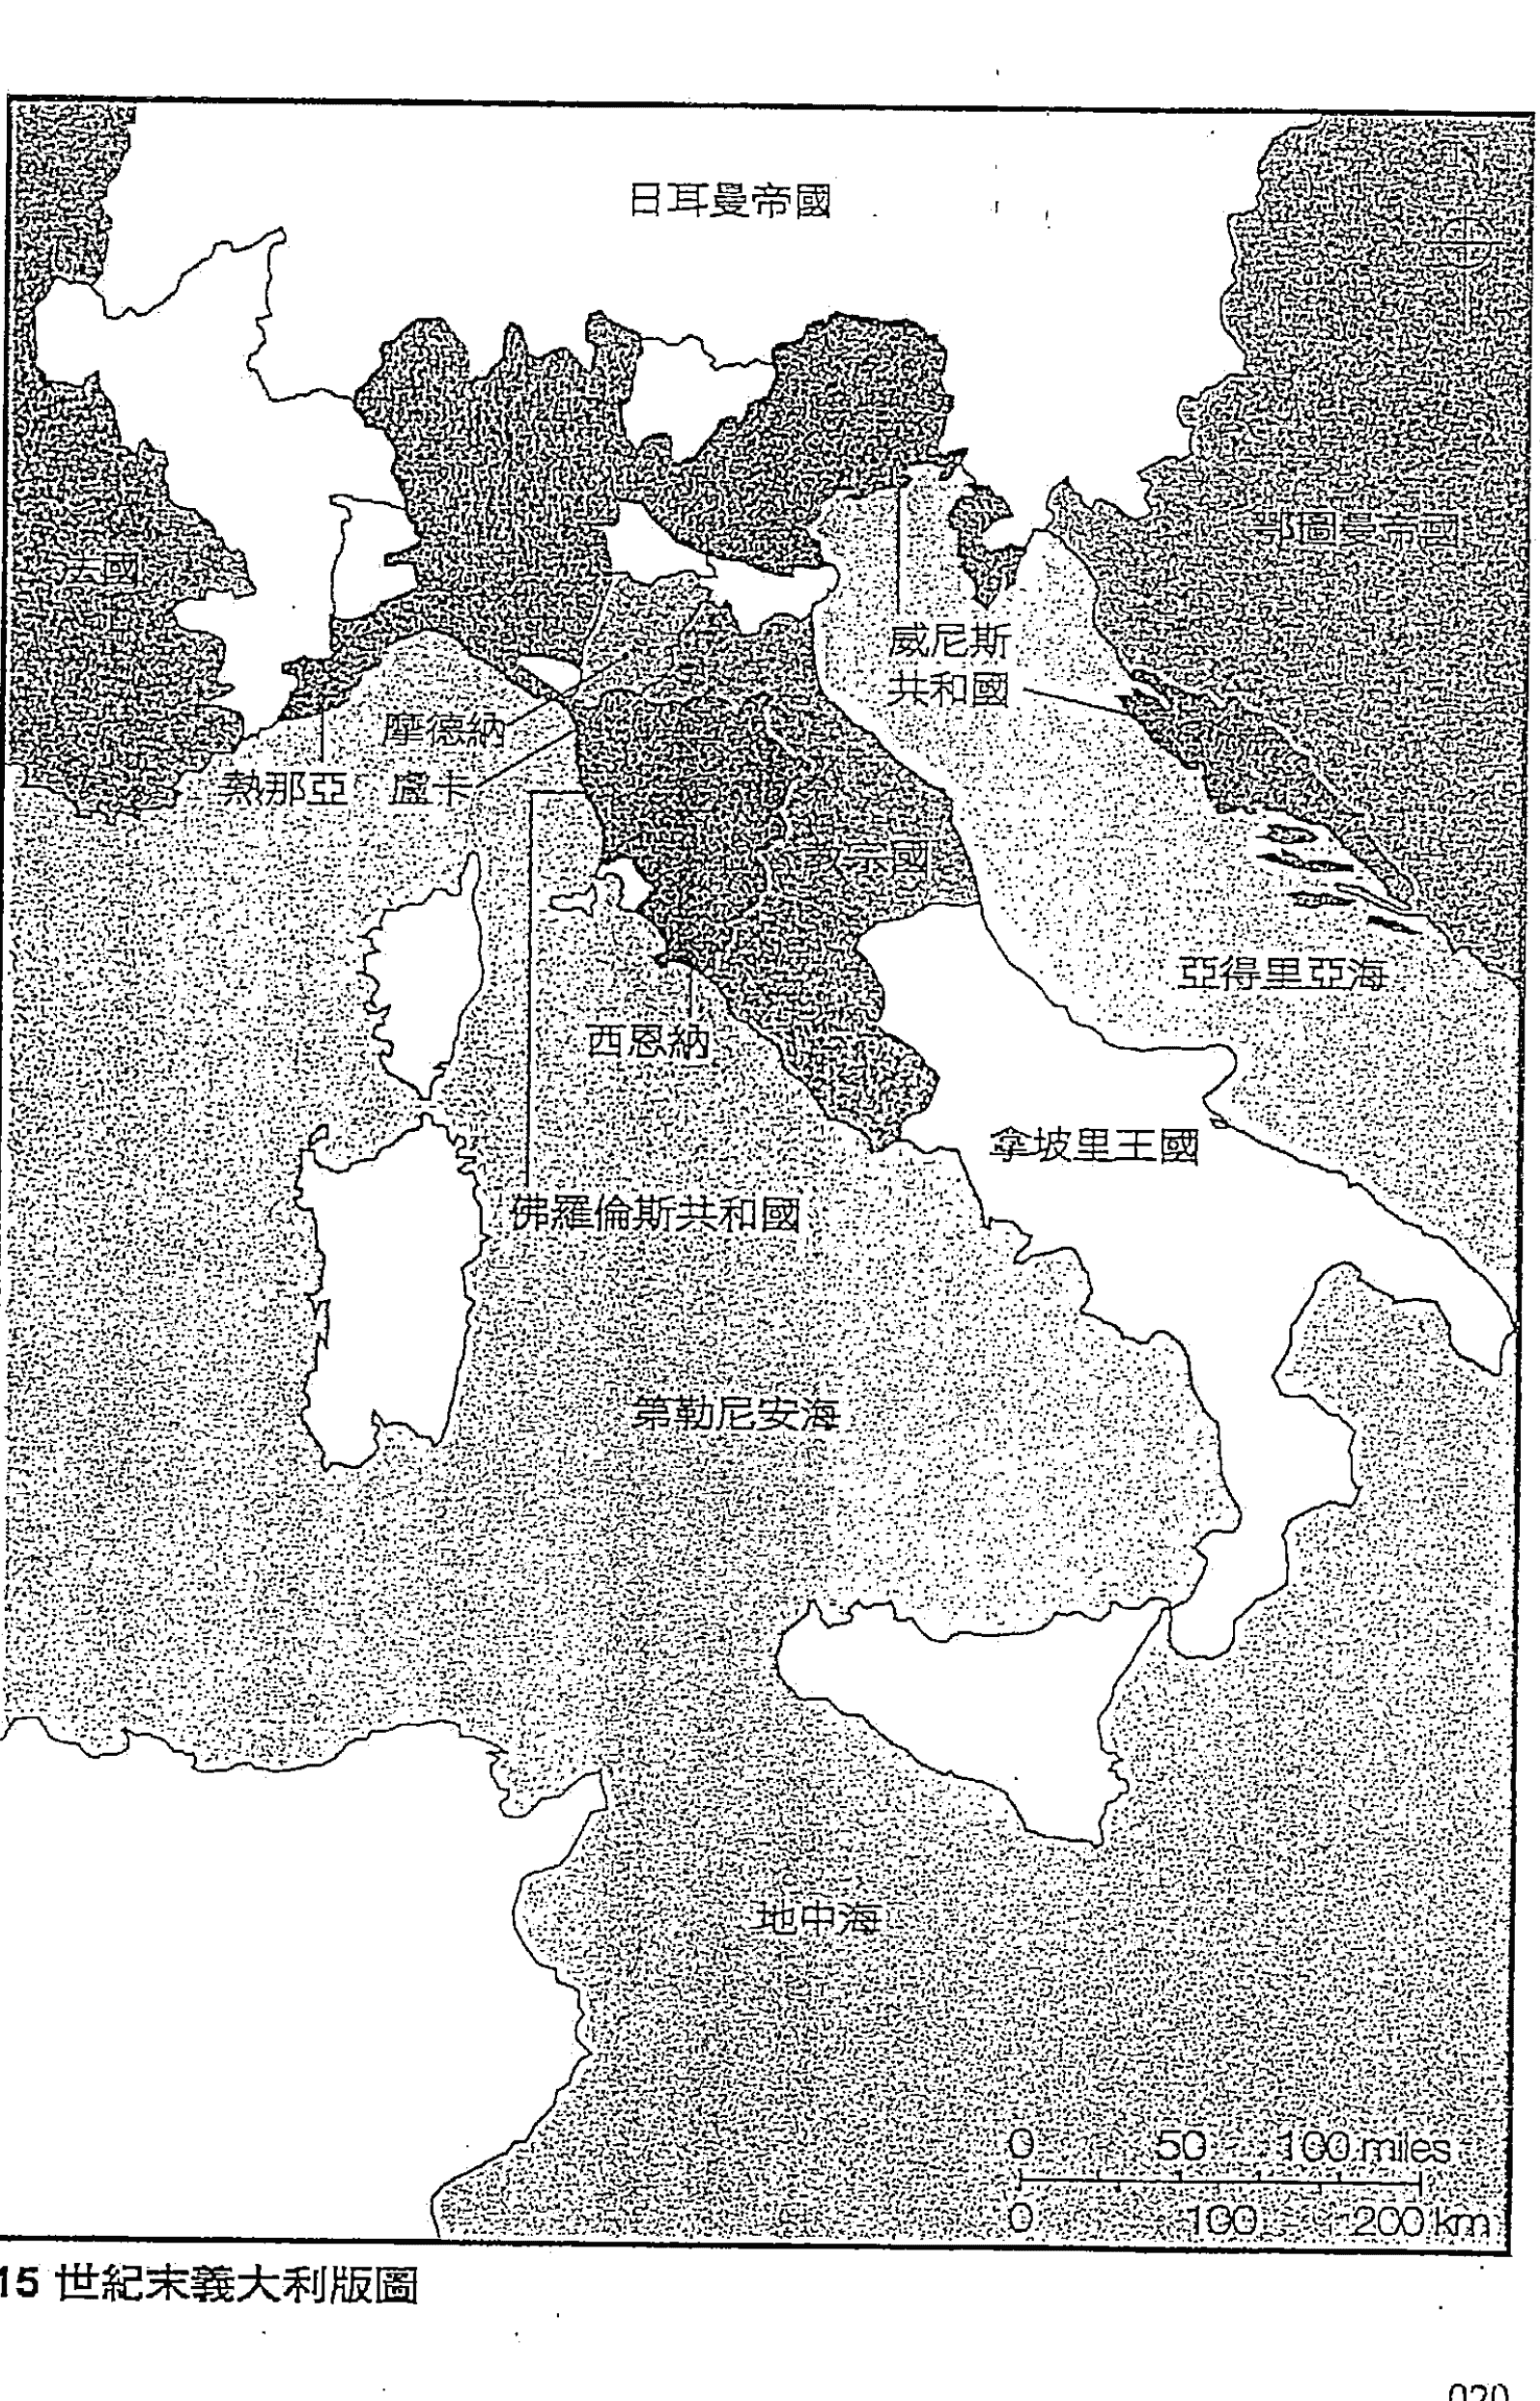 日耳曼帝國
鄂圖曼帝國
法國
威尼斯
共和國
摩德納
熱那亞
盧卡
教宗國
亞得里亞海
西恩納
拿坡里王國
佛羅倫斯共和國
第勒尼安海
地中海
0 50 100 miles
0 100 200 km
15 世紀末義大利版圖